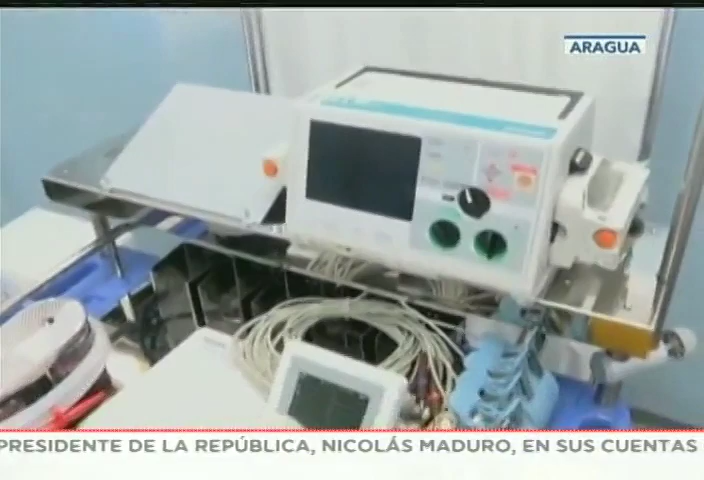 ARAGUA
PRESIDENTE DE LA REPÚBLICA, NICOLÁS MADURO, EN SUS CUENTAS